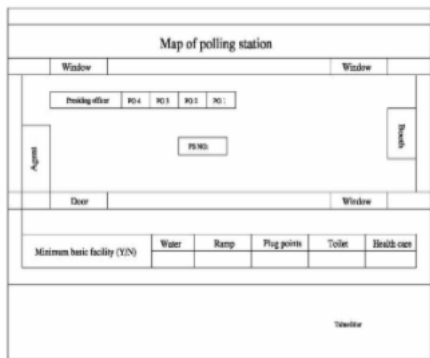 Map of polling station
Window Window
Presiding officer PO 4 PO 3 PO 2 PO 1
Booth
Agent
PS NO:
Door Window
Minimum basic facility (Y/N) Water Ramp Plug points Toilet Health care
Tahsildar